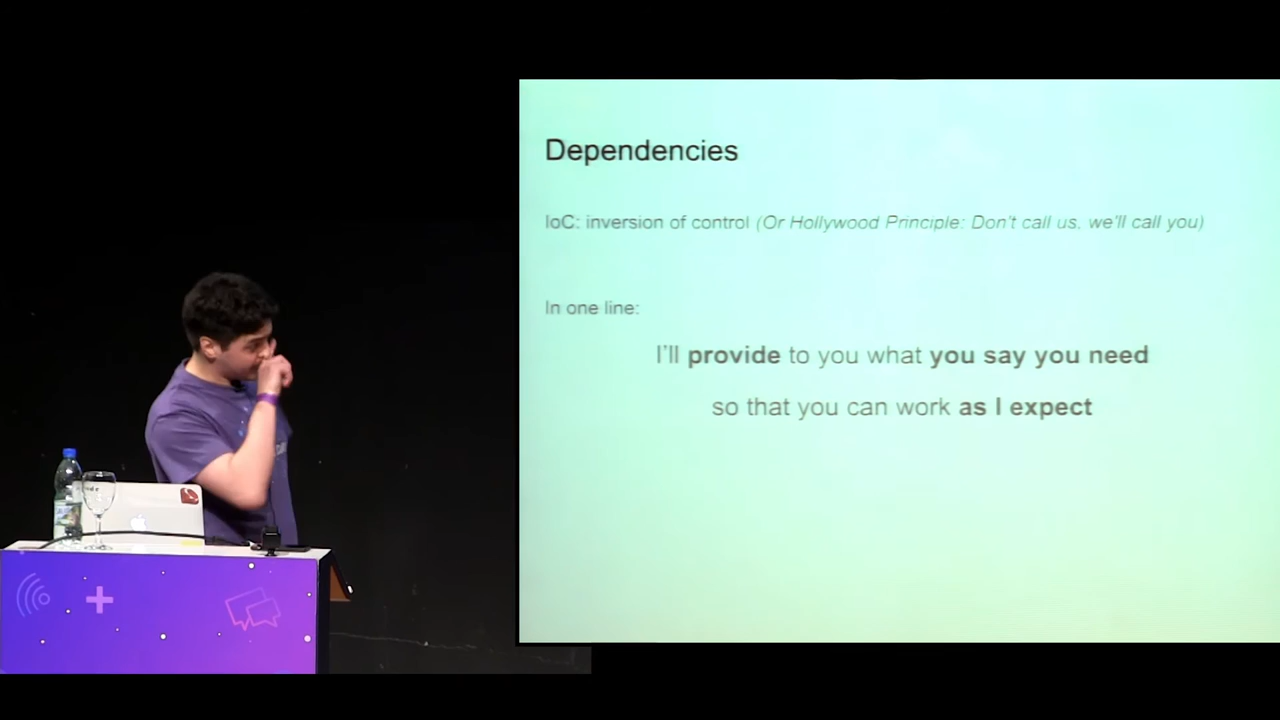 Dependencies
IoC: inversion of control (Or Hollywood Principle: Don't call us, we'll call you)
In one line:
I'll provide to you what you say you need
so that you can work as I expect